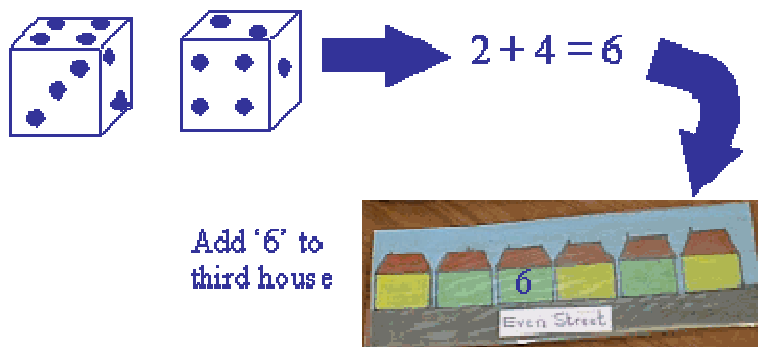 2 + 4 = 6
Add ‘6’ to
third house
6
Even Street